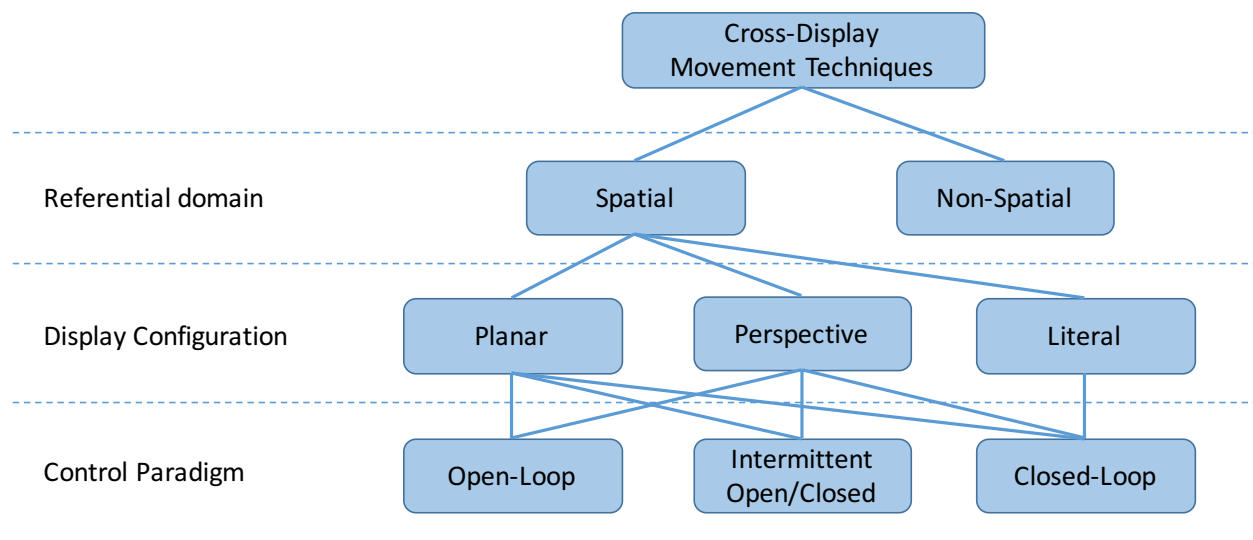 Cross-Display
Movement Techniques
Referential domain
Spatial
Non-Spatial
Display Configuration
Planar
Perspective
Literal
Control Paradigm
Open-Loop
Intermittent
Open/Closed
Closed-Loop